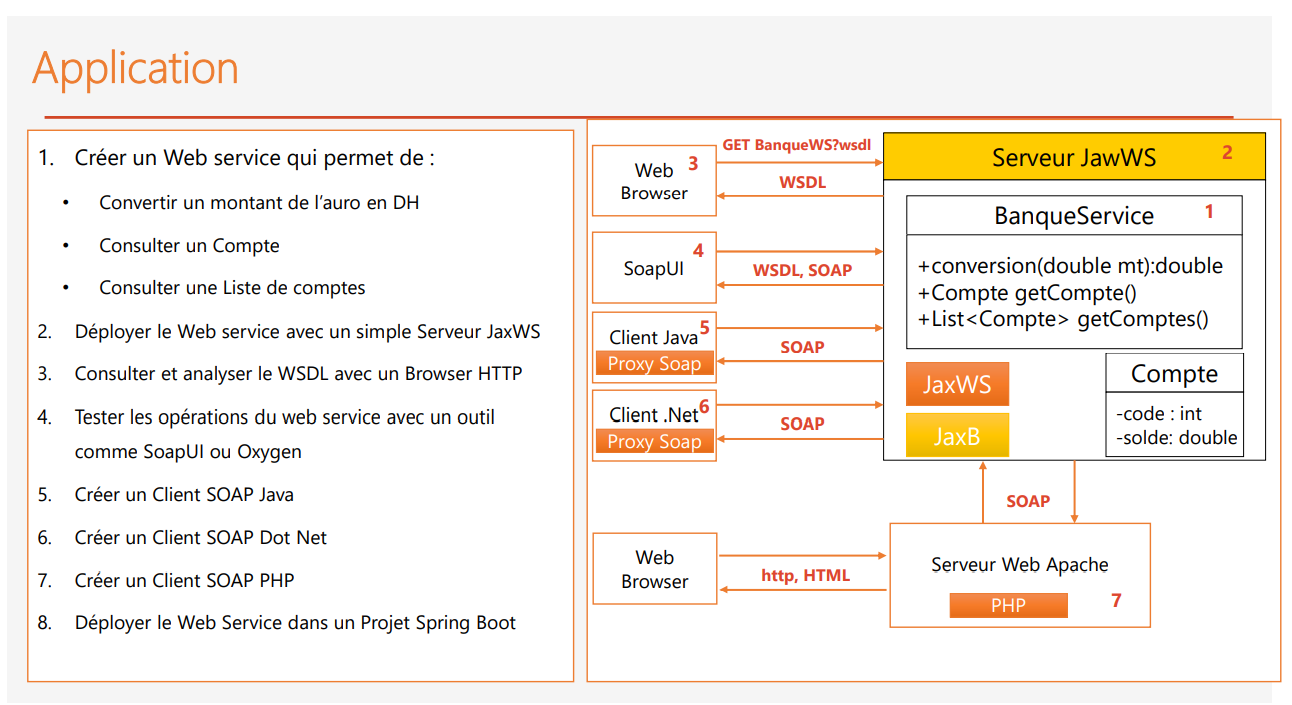 Application
1. Créer un Web service qui permet de :
• Convertir un montant de l'auro en DH
• Consulter un Compte
• Consulter une Liste de comptes
2. Déployer le Web service avec un simple Serveur JaxWS
3. Consulter et analyser le WSDL avec un Browser HTTP
4. Tester les opérations du web service avec un outil
comme SoapUI ou Oxygen
5. Créer un Client SOAP Java
6. Créer un Client SOAP Dot Net
7. Créer un Client SOAP PHP
8. Déployer le Web Service dans un Projet Spring Boot
Web 3
Browser
GET BanqueWS?wsdl
WSDL
SoapUI 4
WSDL, SOAP
Client Java 5
Proxy Soap
SOAP
Client .Net 6
Proxy Soap
SOAP
Serveur JawWS 2
BanqueService 1
+conversion(double mt):double
+Compte getCompte()
+List<Compte> getComptes()
JaxWS
JaxB
Compte
-code : int
-solde: double
SOAP
Web
Browser
http, HTML
Serveur Web Apache
PHP 7